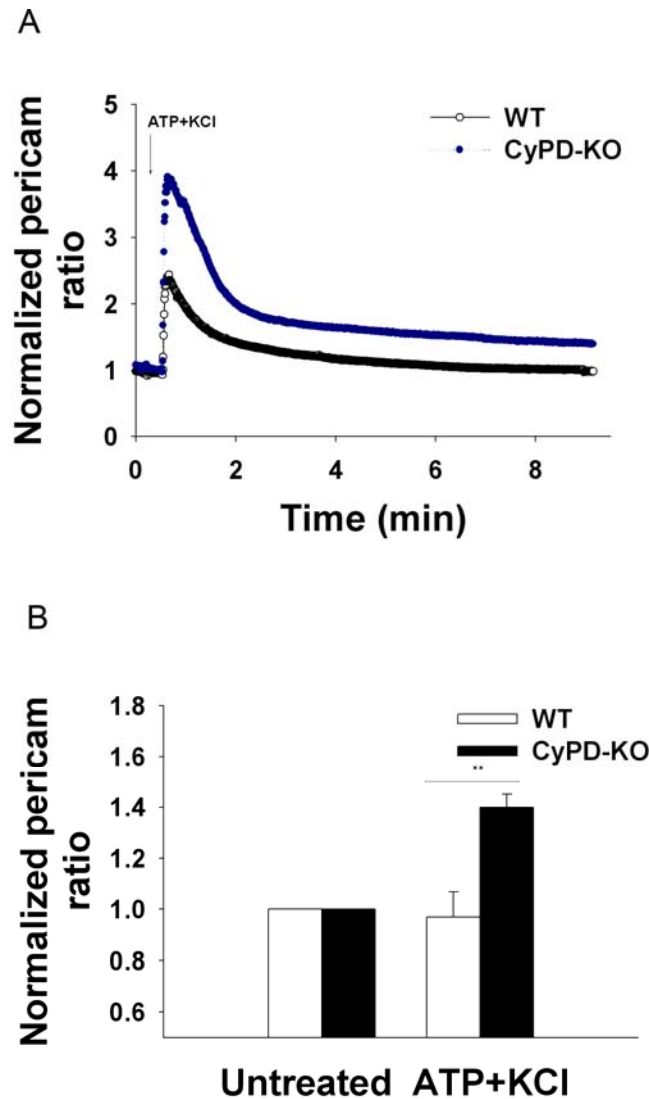 A
Normalized pericam
ratio
5
4
3
2
1
0
ATP+KCl
WT
CyPD-KO
0 2 4 6 8
Time (min)
B
Normalized pericam
ratio
1.8
1.6
1.4
1.2
1.0
0.8
0.6
WT
CyPD-KO
**
Untreated ATP+KCl